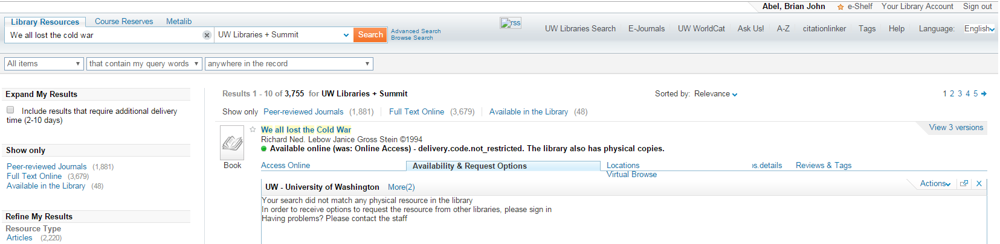 Abel, Brian John e-Shelf Your Library Account Sign out
Library Resources Course Reserves Metalib
rss
We all lost the cold war UW Libraries + Summit Search
Advanced Search
Browse Search
UW Libraries Search E-Journals UW WorldCat Ask Us! A-Z citationlinker Tags Help Language: English
All items that contain my query words anywhere in the record
Expand My Results
Include results that require additional delivery
time (2-10 days)
Show only
Peer-reviewed Journals (1,881)
Full Text Online (3,679)
Available in the Library (48)
Refine My Results
Resource Type
Articles (2,220)
Results 1 - 10 of 3,755 for UW Libraries + Summit Sorted by: Relevance 1 2 3 4 5
Show only Peer-reviewed Journals (1,881) Full Text Online (3,679) Available in the Library (48)
We all lost the Cold War
View 3 versions
Richard Ned. Lebow Janice Gross Stein ©1994
Available online (was: Online Access) - delivery.code.not_restricted. The library also has physical copies.
Book
Access Online Availability & Request Options Locations s.details Reviews & Tags
Virtual Browse
UW - University of Washington More(2) Actions X
Your search did not match any physical resource in the library
In order to receive options to request the resource from other libraries, please sign in
Having problems? Please contact the staff